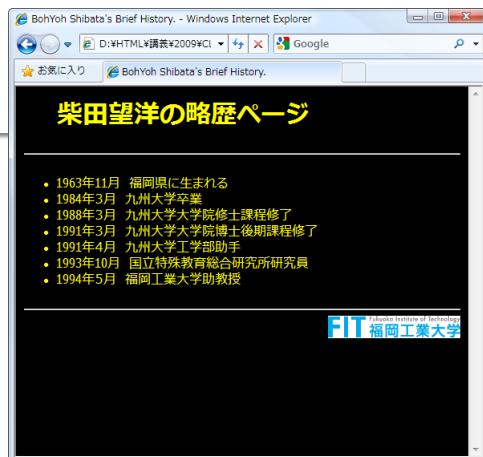 BohYoh Shibata's Brief History. - Windows Internet Explorer
D:¥HTML¥講義¥2009¥Cl
Google
お気に入り
BohYoh Shibata's Brief History.
柴田望洋の略歴ページ
• 1963年11月 福岡県に生まれる
• 1984年3月 九州大学卒業
• 1988年3月 九州大学大学院修士課程修了
• 1991年3月 九州大学大学院博士後期課程修了
• 1991年4月 九州大学工学部助手
• 1993年10月 国立特殊教育総合研究所研究員
• 1994年5月 福岡工業大学助教授
FIT Fukuoka Institute of Technology
福岡工業大学